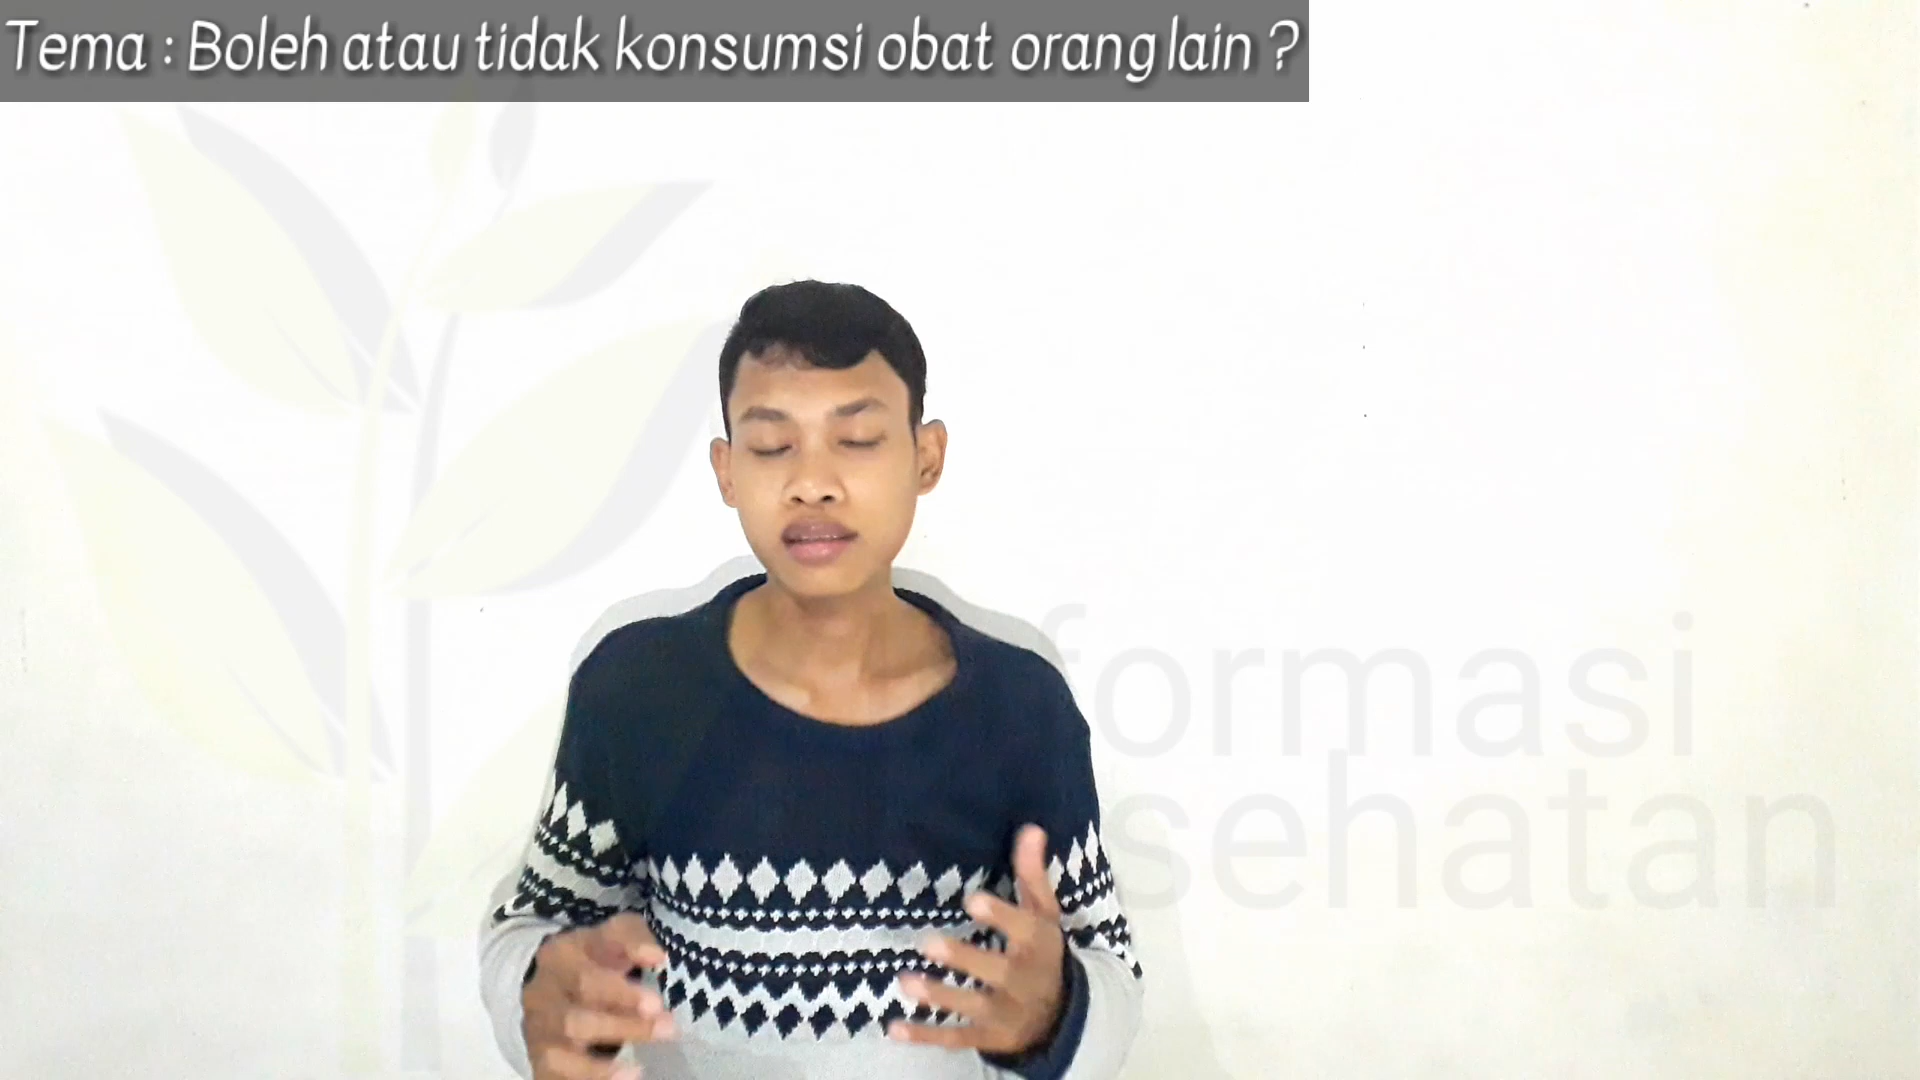 Tema : Boleh atau tidak konsumsi obat orang lain ?
formasi
sehatan